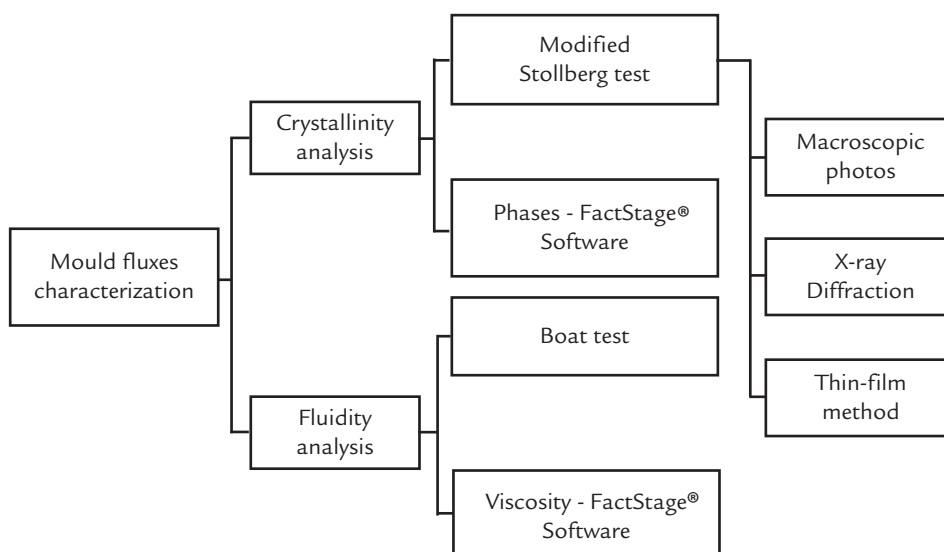 Modified
Stollberg test
Crystallinity
analysis
Macroscopic
photos
Phases - FactStage®
Software
Mould fluxes
characterization
X-ray
Diffraction
Boat test
Thin-film
method
Fluidity
analysis
Viscosity - FactStage®
Software